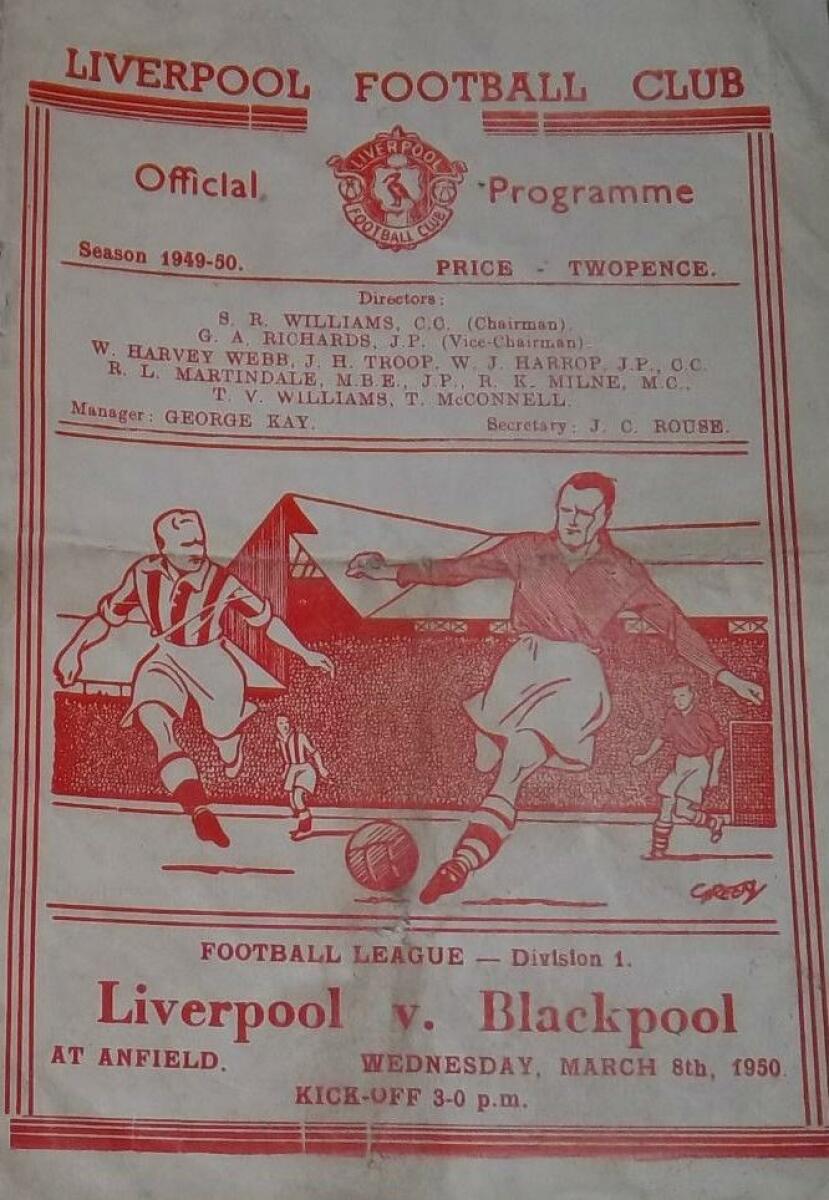 LIVERPOOL FOOTBALL CLUB
Official Programme
LIVERPOOL
FOOTBALL CLUB
Season 1949-50.
PRICE - TWOPENCE.
Directors:
S. R. WILLIAMS, C.C. (Chairman).
G. A. RICHARDS, J.P. (Vice-Chairman).
W. HARVEY WEBB, J. H. TROOP, W. J. HARROP, J.P., C.C.
R. L. MARTINDALE, M.B.E., J.P., R. K. MILNE, M.C.,
T. V. WILLIAMS, T. McCONNELL.
Manager: GEORGE KAY.
Secretary: J. C. ROUSE.
FOOTBALL LEAGUE — Division 1.
Liverpool v. Blackpool
AT ANFIELD.
WEDNESDAY, MARCH 8th, 1950.
KICK-OFF 3-0 p.m.